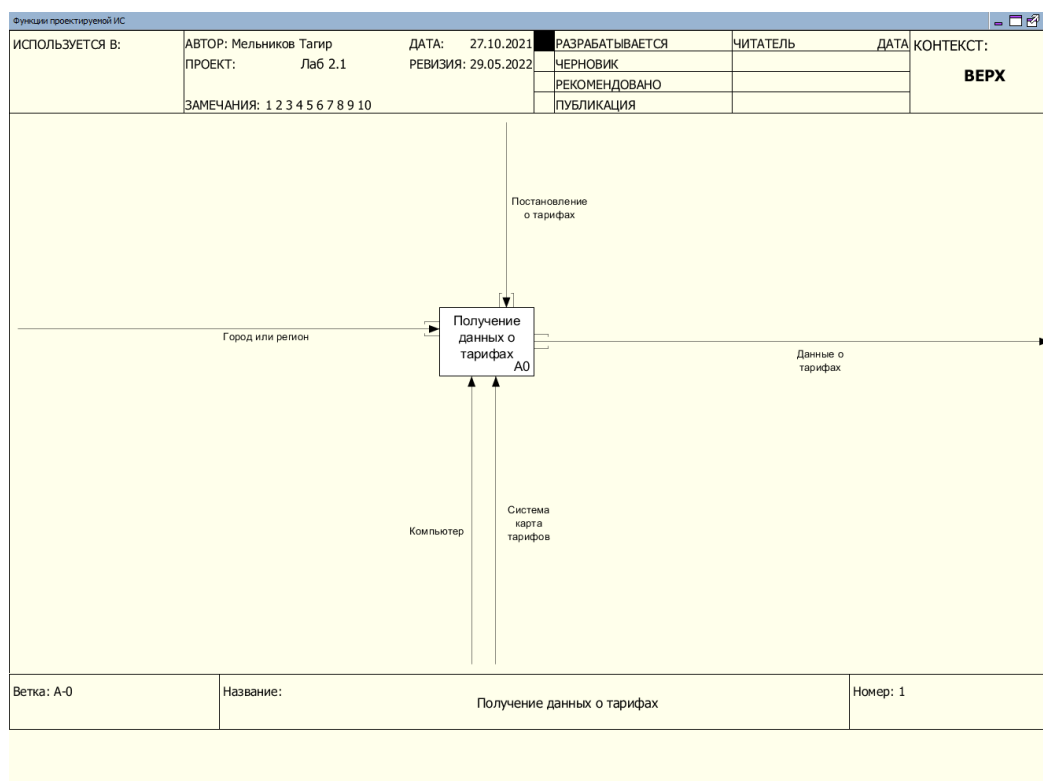 Функции проектируемой ИС
ИСПОЛЬЗУЕТСЯ В:
АВТОР: Мельников Тагир
ДАТА: 27.10.2021
РАЗРАБАТЫВАЕТСЯ
ЧИТАТЕЛЬ
ДАТА
КОНТЕКСТ:
ПРОЕКТ: Лаб 2.1
РЕВИЗИЯ: 29.05.2022
ЧЕРНОВИК
ВЕРХ
РЕКОМЕНДОВАНО
ЗАМЕЧАНИЯ: 1 2 3 4 5 6 7 8 9 10
ПУБЛИКАЦИЯ
Постановление
о тарифах
Получение
данных о
тарифах
A0
Город или регион
Данные о
тарифах
Компьютер
Система
карта
тарифов
Ветка: A-0
Название:
Получение данных о тарифах
Номер: 1